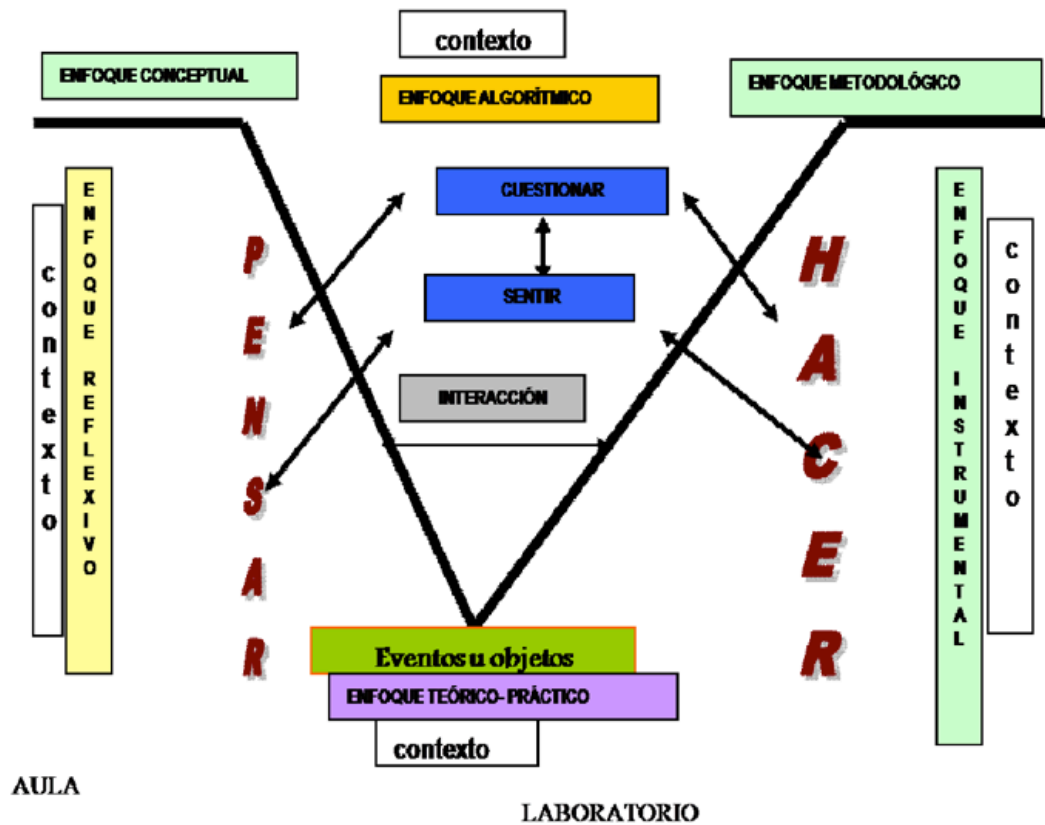 contexto
ENFOQUE CONCEPTUAL
ENFOQUE ALGORÍTMICO
ENFOQUE METODOLÓGICO
contexto
ENFOQUE REFLEXIVO
PENSAR
CUESTIONAR
SENTIR
INTERACCIÓN
HACER
ENFOQUE INSTRUMENTAL
contexto
Eventos u objetos
ENFOQUE TEÓRICO- PRÁCTICO
contexto
AULA
LABORATORIO